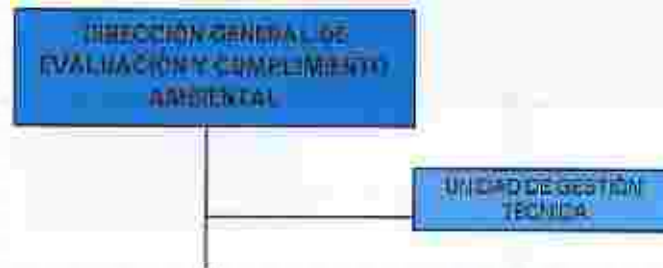 DIRECCIÓN GENERAL DE
EVALUACIÓN Y CUMPLIMIENTO
AMBIENTAL
UNIDAD DE GESTIÓN
TÉCNICA